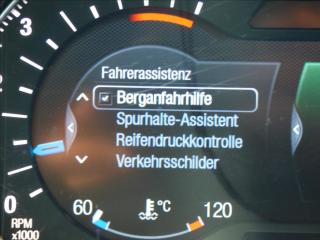 3
Fahrerassistenz
Berganfahrhilfe
Spurhalte-Assistent
Reifendruckkontrolle
Verkehrsschilder
0
RPM
x1000
60
°C
120